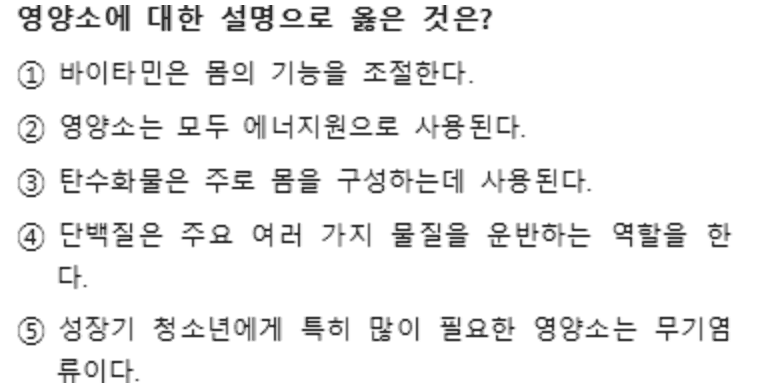 영양소에 대한 설명으로 옳은 것은?
① 바이타민은 몸의 기능을 조절한다.
② 영양소는 모두 에너지원으로 사용된다.
③ 탄수화물은 주로 몸을 구성하는데 사용된다.
④ 단백질은 주요 여러 가지 물질을 운반하는 역할을 한
다.
⑤ 성장기 청소년에게 특히 많이 필요한 영양소는 무기염
류이다.